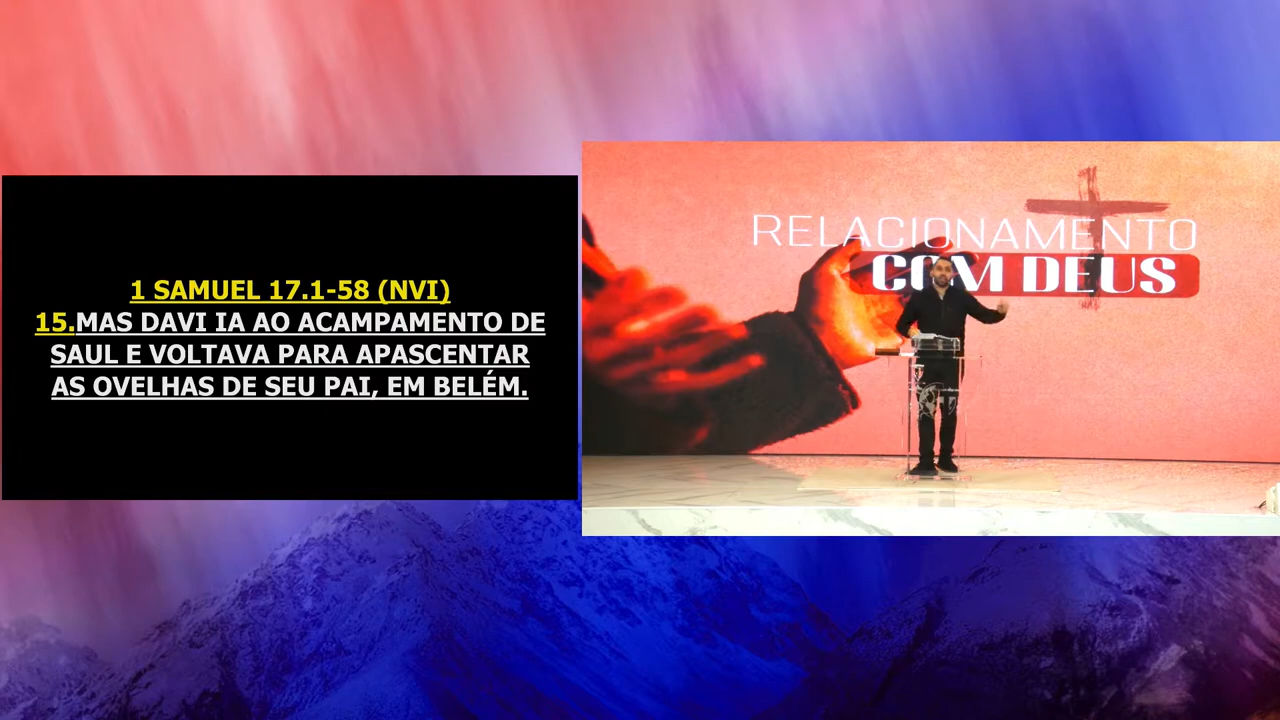 1 SAMUEL 17.1-58 (NVI)
15.MAS DAVI IA AO ACAMPAMENTO DE
SAUL E VOLTAVA PARA APASCENTAR
AS OVELHAS DE SEU PAI, EM BELÉM.
RELACIONAMENTO
COM DEUS